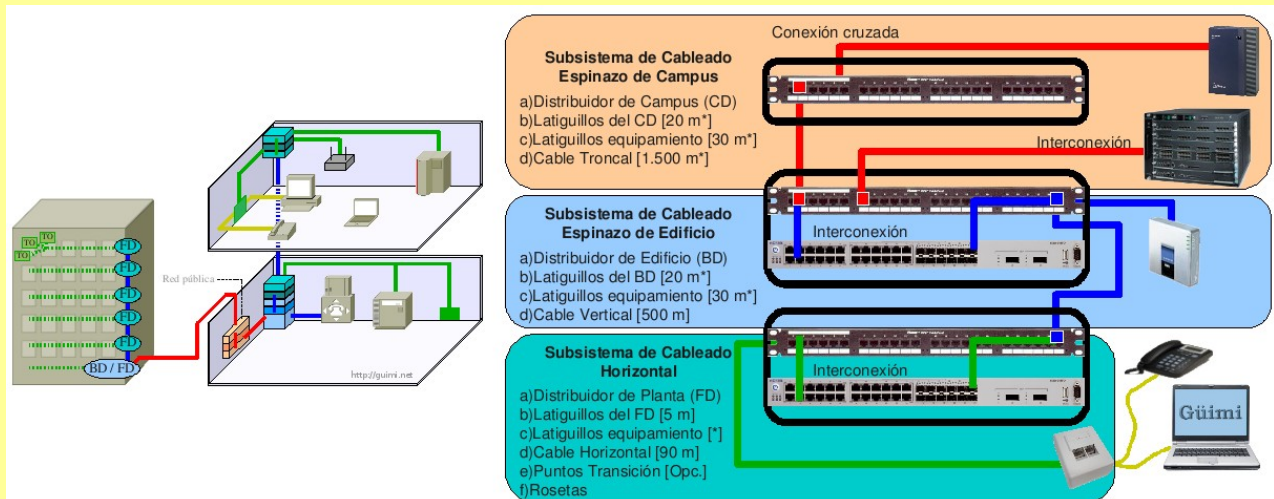 TO
TO
TO
FD
FD
FD
FD
FD
BD / FD
Red pública
http://guimi.net
Subsistema de Cableado
Espinazo de Campus
a)Distribuidor de Campus (CD)
b)Latiguillos del CD [20 m*]
c)Latiguillos equipamiento [30 m*]
d)Cable Troncal [1.500 m*]
Conexión cruzada
Interconexión
Subsistema de Cableado
Espinazo de Edificio
a)Distribuidor de Edificio (BD)
b)Latiguillos del BD [20 m*]
c)Latiguillos equipamiento [30 m*]
d)Cable Vertical [500 m]
Interconexión
Subsistema de Cableado
Horizontal
a)Distribuidor de Planta (FD)
b)Latiguillos del FD [5 m]
c)Latiguillos equipamiento [*]
d)Cable Horizontal [90 m]
e)Puntos Transición [Opc.]
f)Rosetas
Interconexión
Güimi